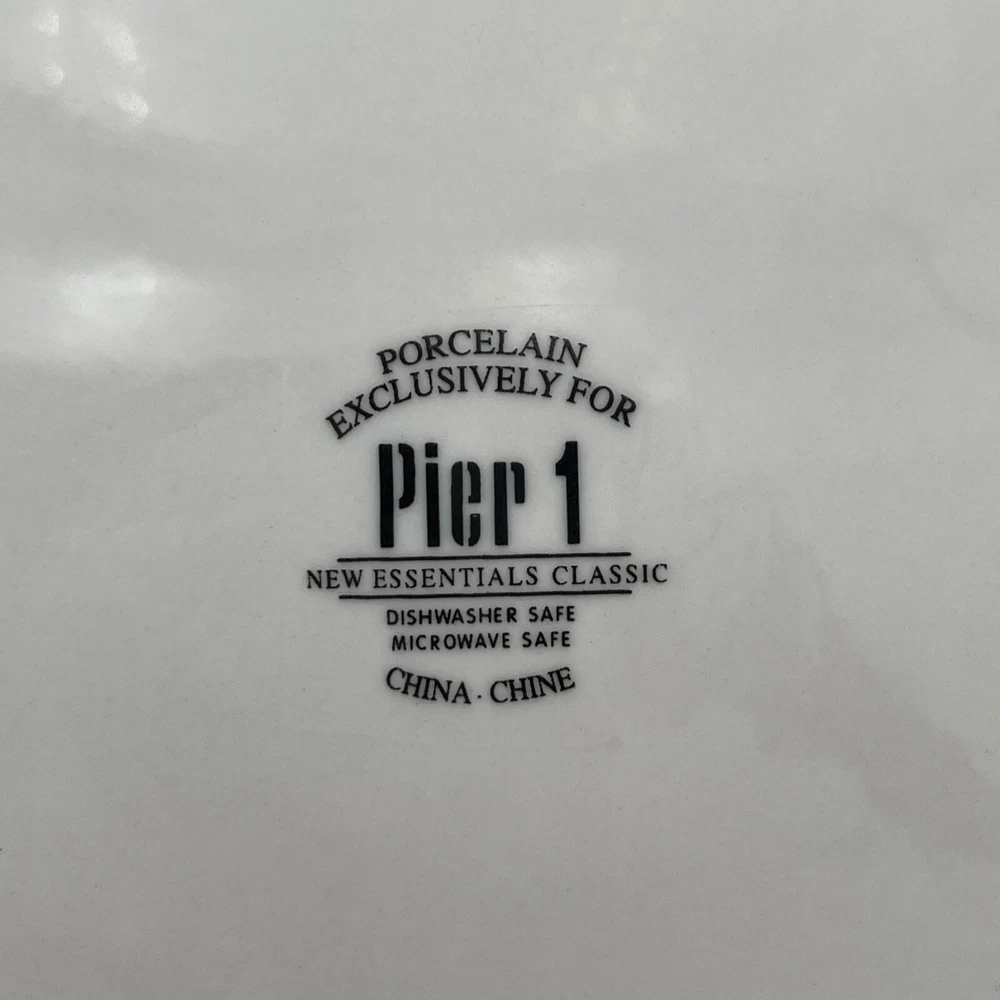 PORCELAIN
EXCLUSIVELY FOR
Pier 1
NEW ESSENTIALS CLASSIC
DISHWASHER SAFE
MICROWAVE SAFE
CHINA · CHINE